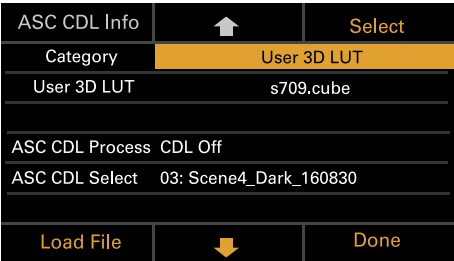 ASC CDL Info Select
Category User 3D LUT
User 3D LUT s709.cube
ASC CDL Process CDL Off
ASC CDL Select 03: Scene4_Dark_160830
Load File Done